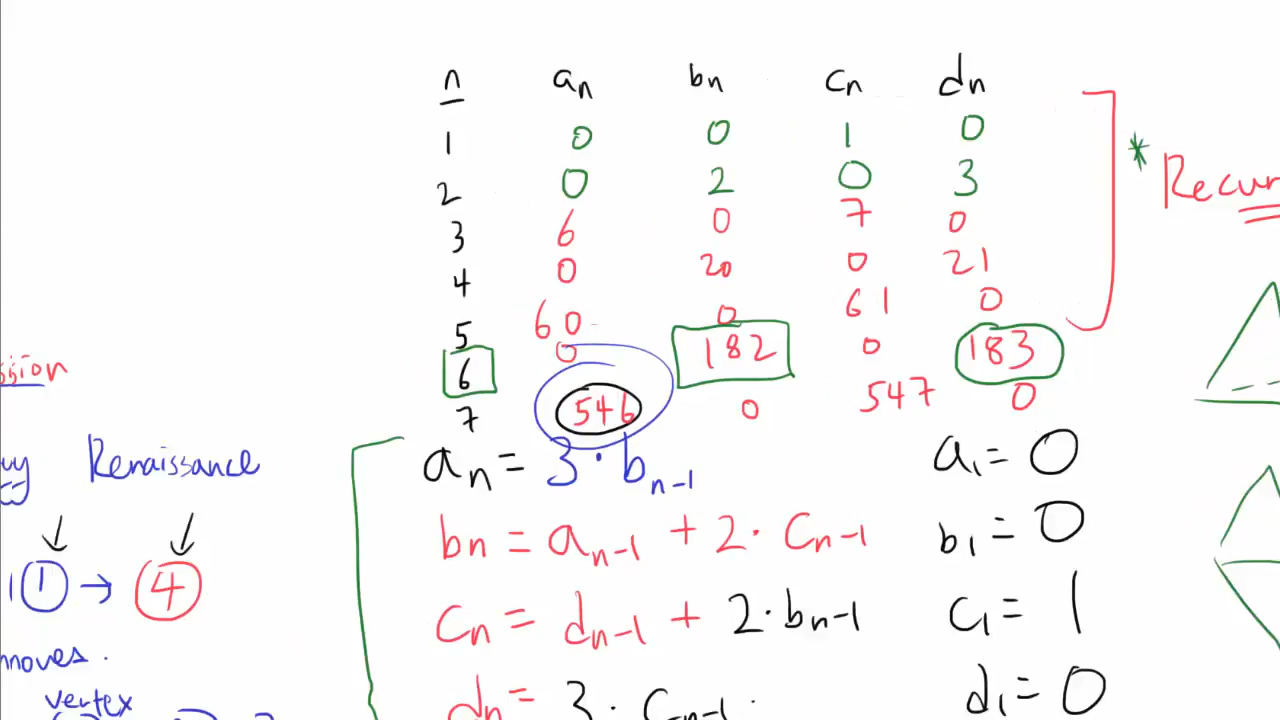 n an bn cn dn
1 0 0 1 0
2 0 2 0 3
3 6 0 7 0
4 0 20 0 21
5 60 0 61 0
6 0 182 0 183
7 546 0 547 0
*
an = 3 · bn-1
bn = an-1 + 2 · cn-1
cn = dn-1 + 2 · bn-1
dn = 3 · cn-1 .
a1 = 0
b1 = 0
c1 = 1
d1 = 0
Renaissance
1 → 4
moves .
vertex